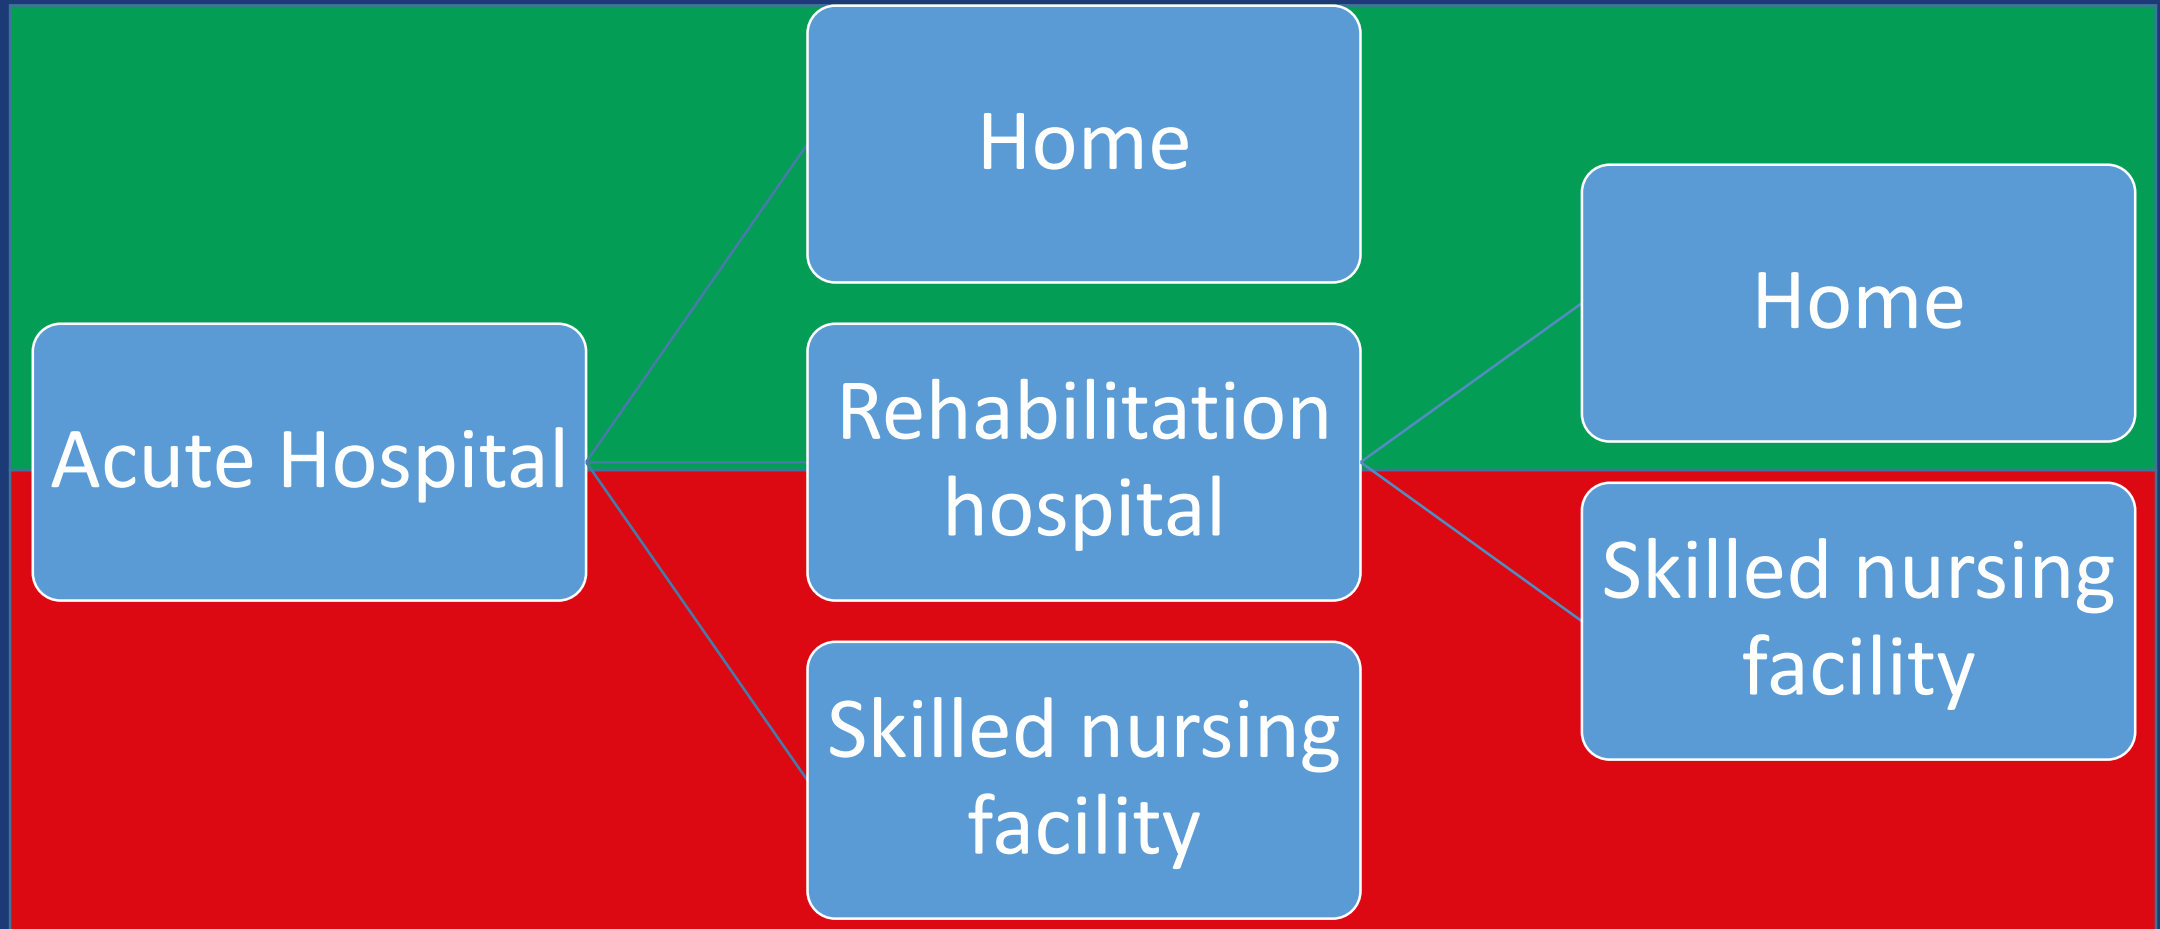 Acute Hospital
Home
Rehabilitation
hospital
Skilled nursing
facility
Home
Skilled nursing
facility